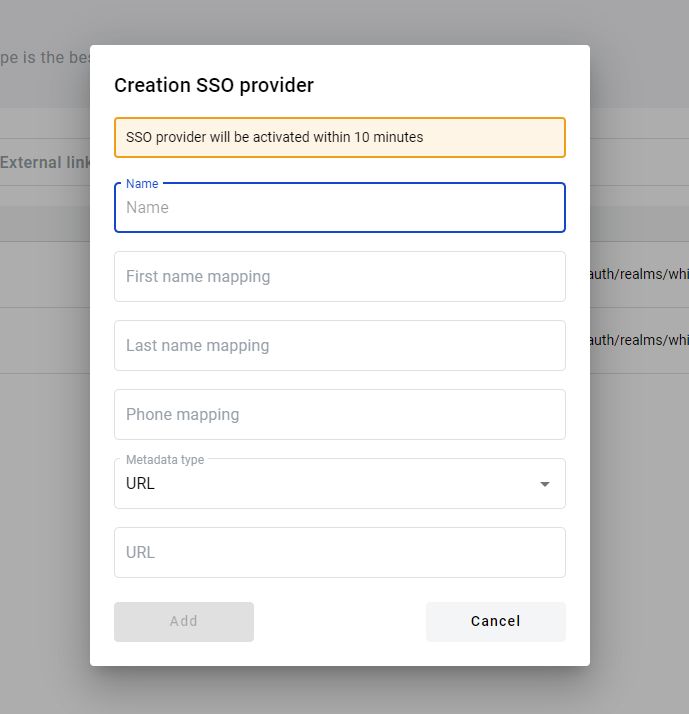 pe is the bes
Creation SSO provider
SSO provider will be activated within 10 minutes
External link
Name
Name
First name mapping
auth/realms/whi
Last name mapping
auth/realms/whi
Phone mapping
Metadata type
URL
URL
Add
Cancel